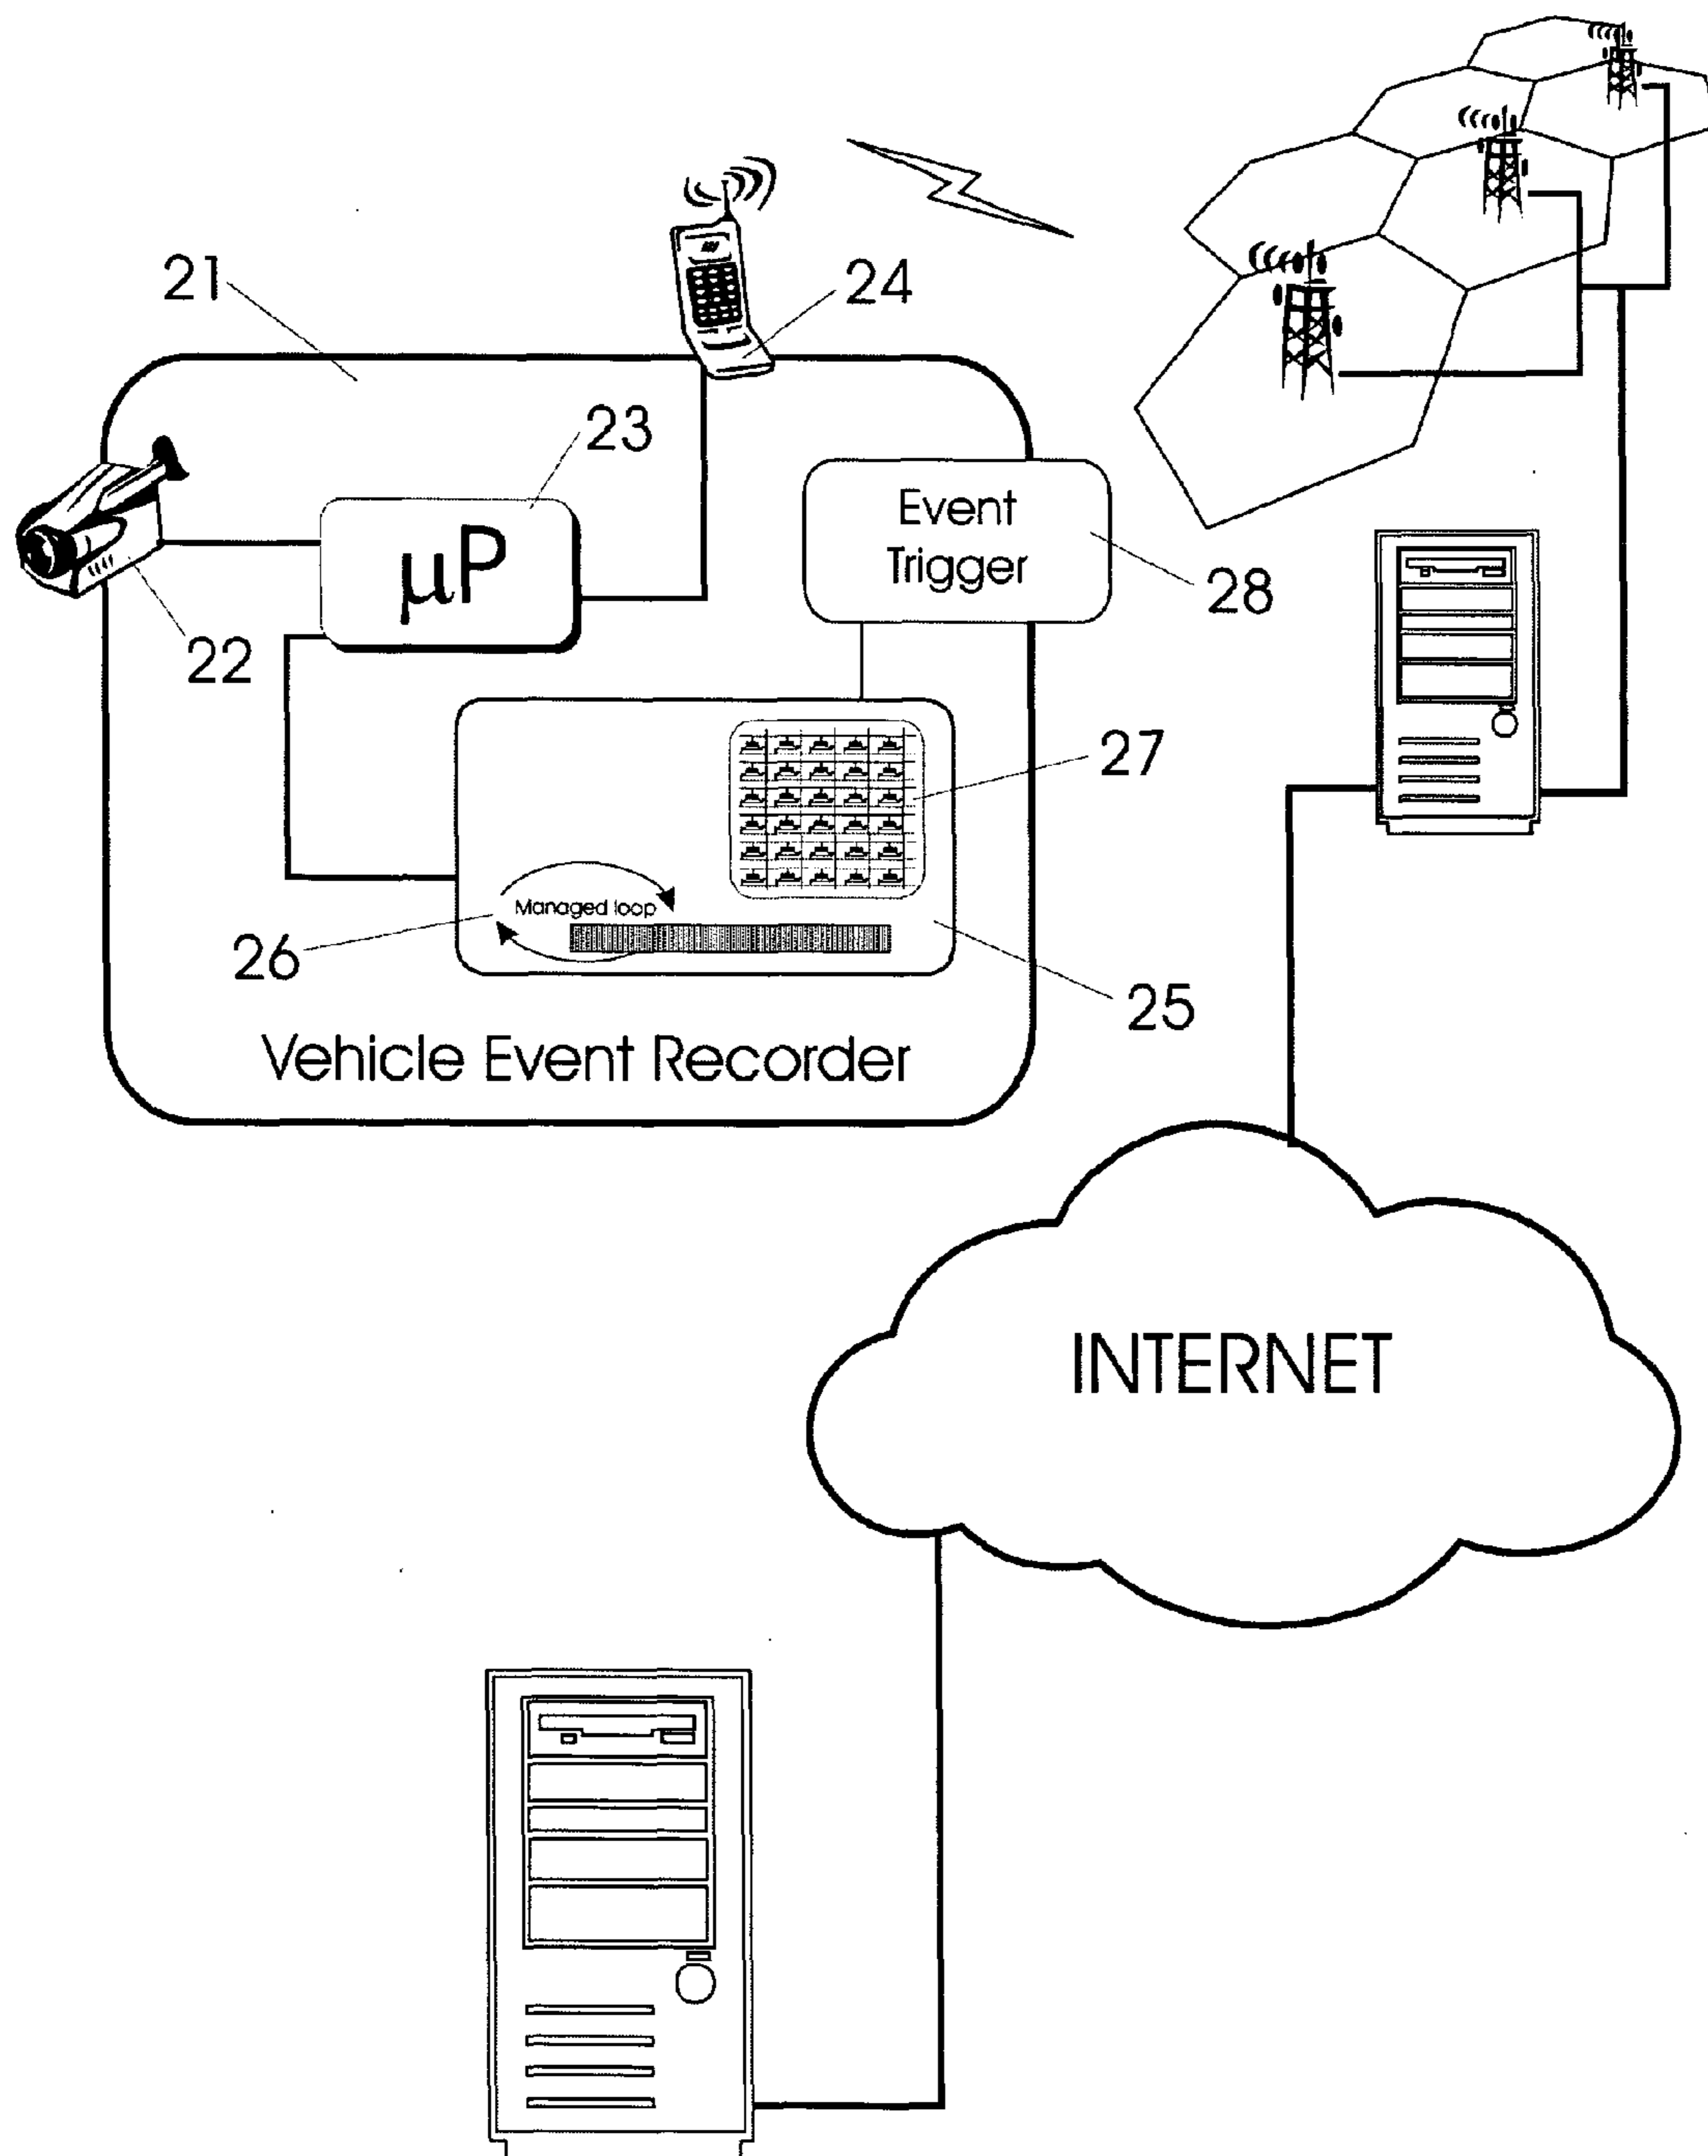 21
24
23
Event
Trigger
28
μP
22
27
Managed loop
26
25
Vehicle Event Recorder
INTERNET